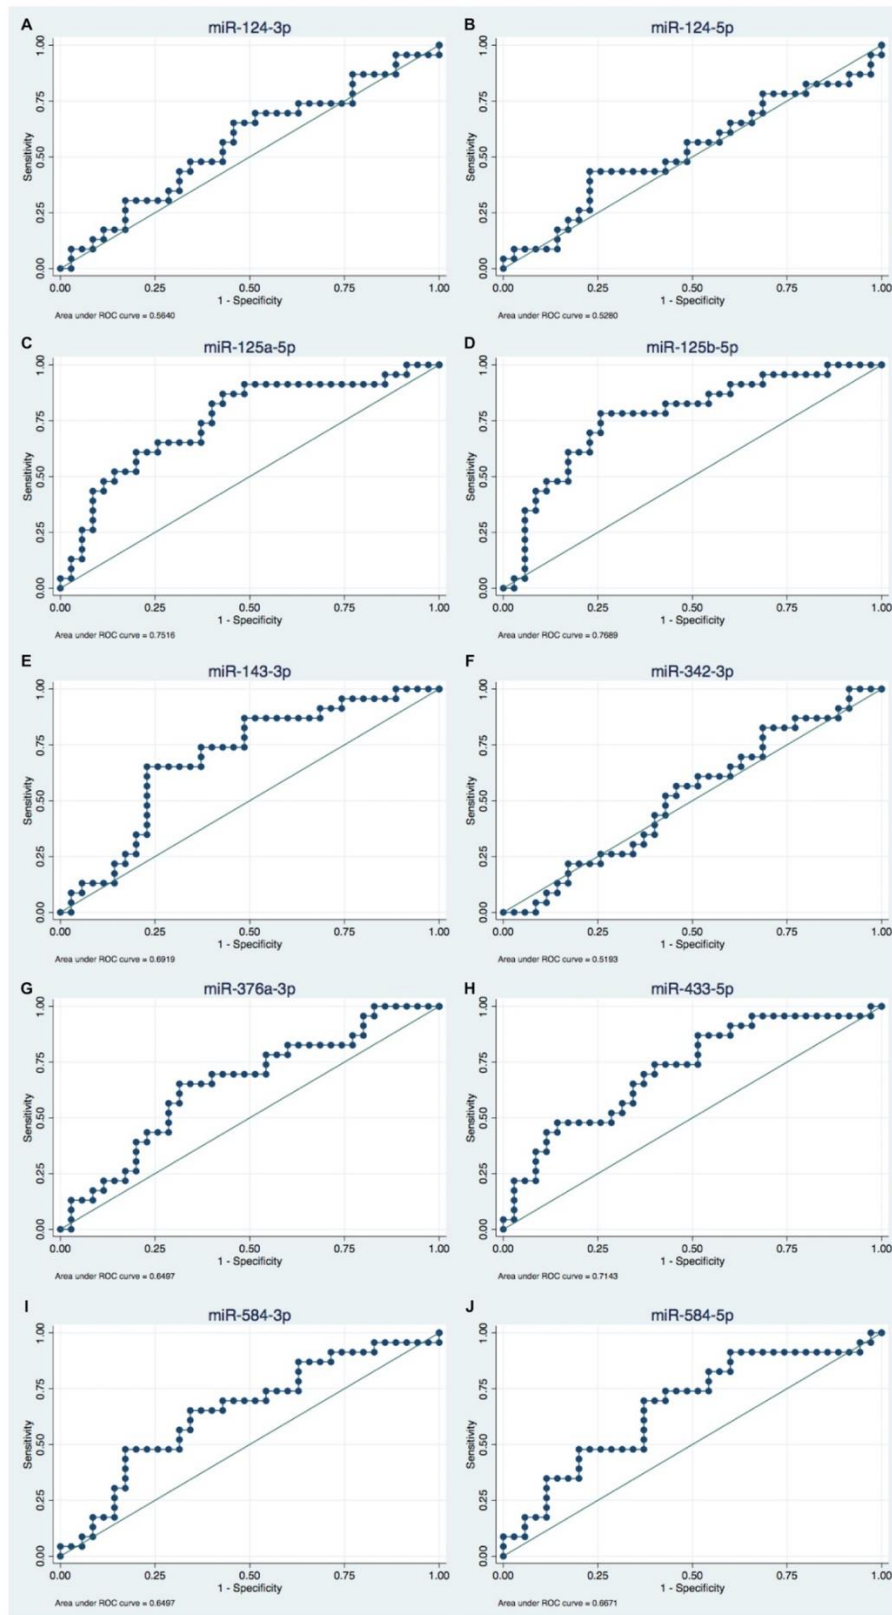 A
miR-124-3p
Sensitivity
1.00
0.75
0.50
0.25
0.00
0.00 0.25 0.50 0.75 1.00
1 - Specificity
Area under ROC curve = 0.5640
B
miR-124-5p
Sensitivity
1.00
0.75
0.50
0.25
0.00
0.00 0.25 0.50 0.75 1.00
1 - Specificity
Area under ROC curve = 0.5280
C
miR-125a-5p
Sensitivity
1.00
0.75
0.50
0.25
0.00
0.00 0.25 0.50 0.75 1.00
1 - Specificity
Area under ROC curve = 0.7516
D
miR-125b-5p
Sensitivity
1.00
0.75
0.50
0.25
0.00
0.00 0.25 0.50 0.75 1.00
1 - Specificity
Area under ROC curve = 0.7689
E
miR-143-3p
Sensitivity
1.00
0.75
0.50
0.25
0.00
0.00 0.25 0.50 0.75 1.00
1 - Specificity
Area under ROC curve = 0.6919
F
miR-342-3p
Sensitivity
1.00
0.75
0.50
0.25
0.00
0.00 0.25 0.50 0.75 1.00
1 - Specificity
Area under ROC curve = 0.5193
G
miR-376a-3p
Sensitivity
1.00
0.75
0.50
0.25
0.00
0.00 0.25 0.50 0.75 1.00
1 - Specificity
Area under ROC curve = 0.6497
H
miR-433-5p
Sensitivity
1.00
0.75
0.50
0.25
0.00
0.00 0.25 0.50 0.75 1.00
1 - Specificity
Area under ROC curve = 0.7143
I
miR-584-3p
Sensitivity
1.00
0.75
0.50
0.25
0.00
0.00 0.25 0.50 0.75 1.00
1 - Specificity
Area under ROC curve = 0.6497
J
miR-584-5p
Sensitivity
1.00
0.75
0.50
0.25
0.00
0.00 0.25 0.50 0.75 1.00
1 - Specificity
Area under ROC curve = 0.6671